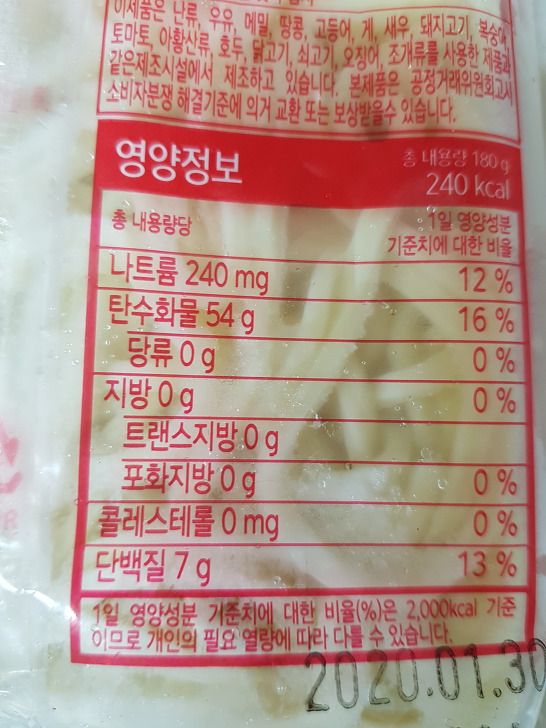 이제품은 난류, 우유, 메밀, 땅콩, 고등어, 게, 새우, 돼지고기, 복숭아,
토마토, 아황산류, 호두, 닭고기, 쇠고기, 오징어, 조개류를 사용한 제품과
같은제조시설에서 제조하고 있습니다. 본제품은 공정거래위원회고시
소비자분쟁 해결기준에 의거 교환 또는 보상받을수 있습니다.
영양정보
총 내용량 180 g
240 kcal
총 내용량당
1일 영양성분
기준치에 대한 비율
나트륨 240 mg 12 %
탄수화물 54 g 16 %
당류 0 g 0 %
지방 0 g 0 %
트랜스지방 0 g
포화지방 0 g 0 %
콜레스테롤 0 mg 0 %
단백질 7 g 13 %
1일 영양성분 기준치에 대한 비율(%)은 2,000kcal 기준
이므로 개인의 필요 열량에 따라 다를 수 있습니다.
2020.01.30